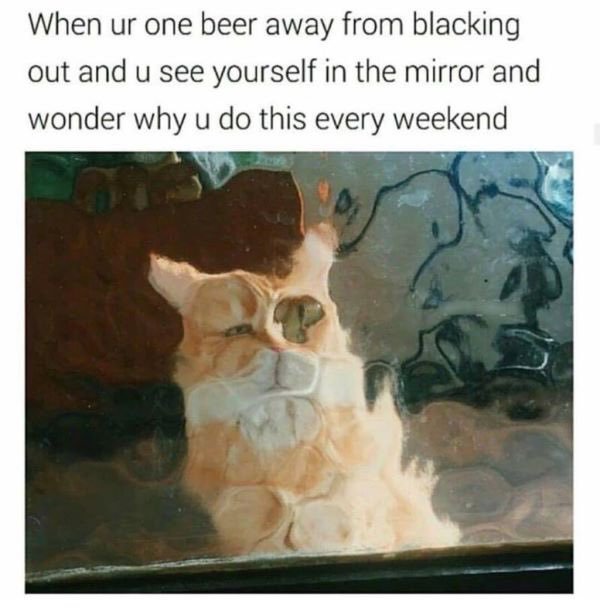 When ur one beer away from blacking
out and u see yourself in the mirror and
wonder why u do this every weekend